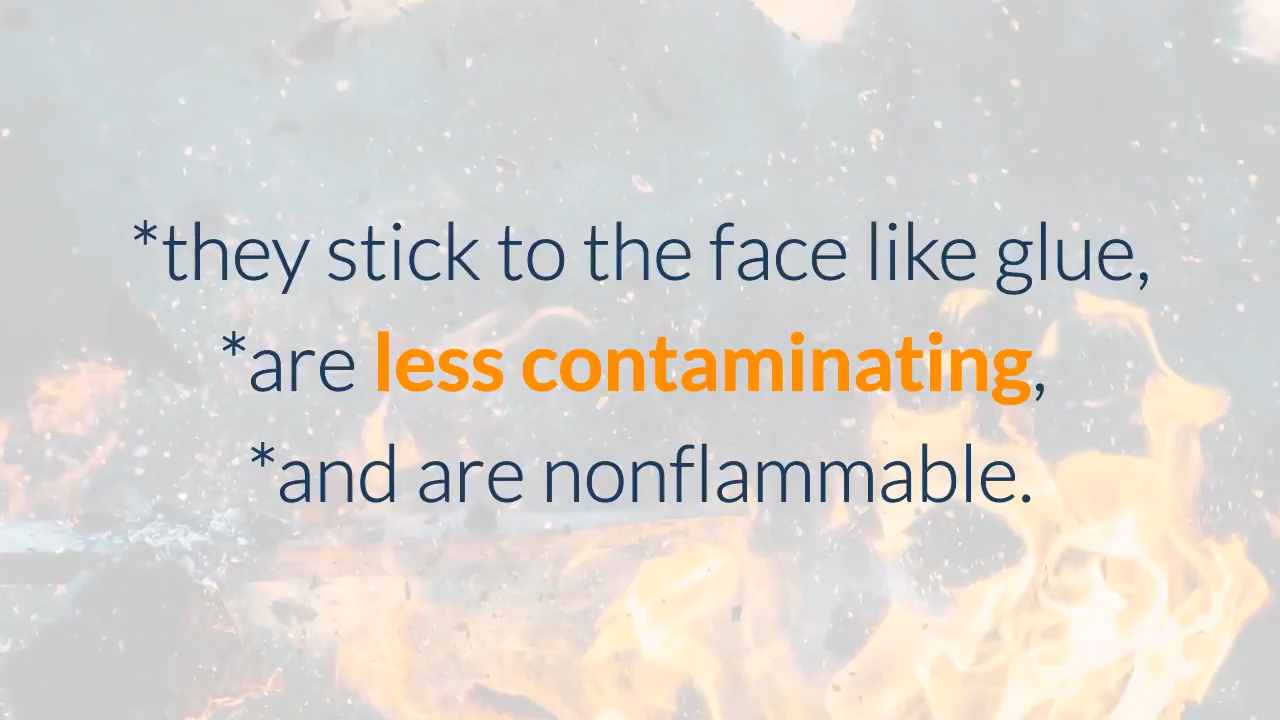 *they stick to the face like glue,
*are less contaminating,
*and are nonflammable.